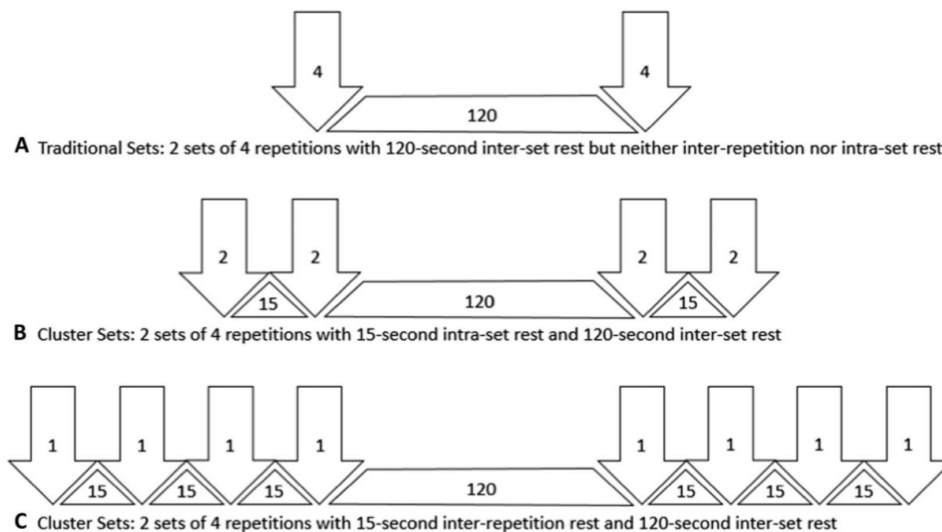 4 4
120
A Traditional Sets: 2 sets of 4 repetitions with 120-second inter-set rest but neither inter-repetition nor intra-set rest
2 2 2 2
15 120 15
B Cluster Sets: 2 sets of 4 repetitions with 15-second intra-set rest and 120-second inter-set rest
1 1 1 1 1 1 1 1
15 15 15 120 15 15 15
C Cluster Sets: 2 sets of 4 repetitions with 15-second inter-repetition rest and 120-second inter-set rest